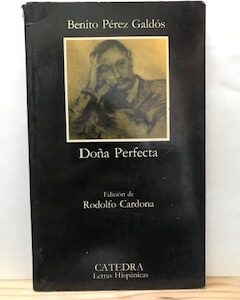 Benito Pérez Galdós
Doña Perfecta
Edición de
Rodolfo Cardona
CATEDRA
Letras Hispánicas